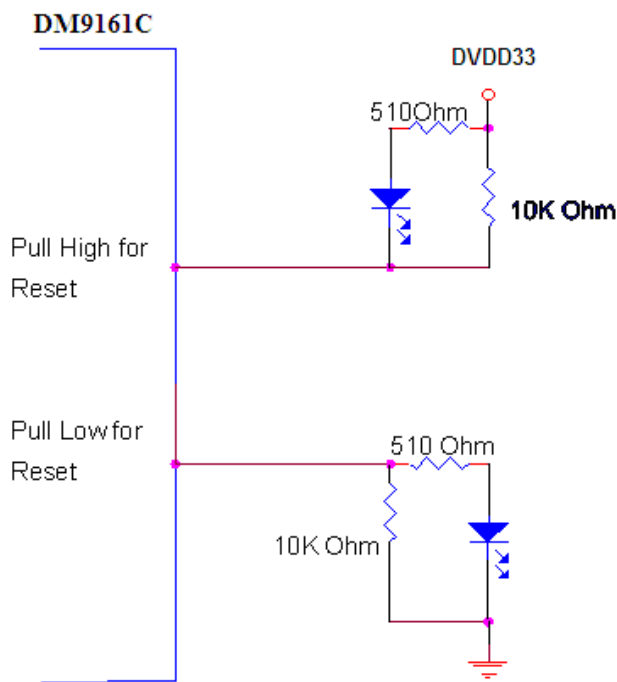 DM9161C
DVDD33
510Ohm
10K Ohm
Pull High for
Reset
Pull Low for
Reset
510 Ohm
10K Ohm